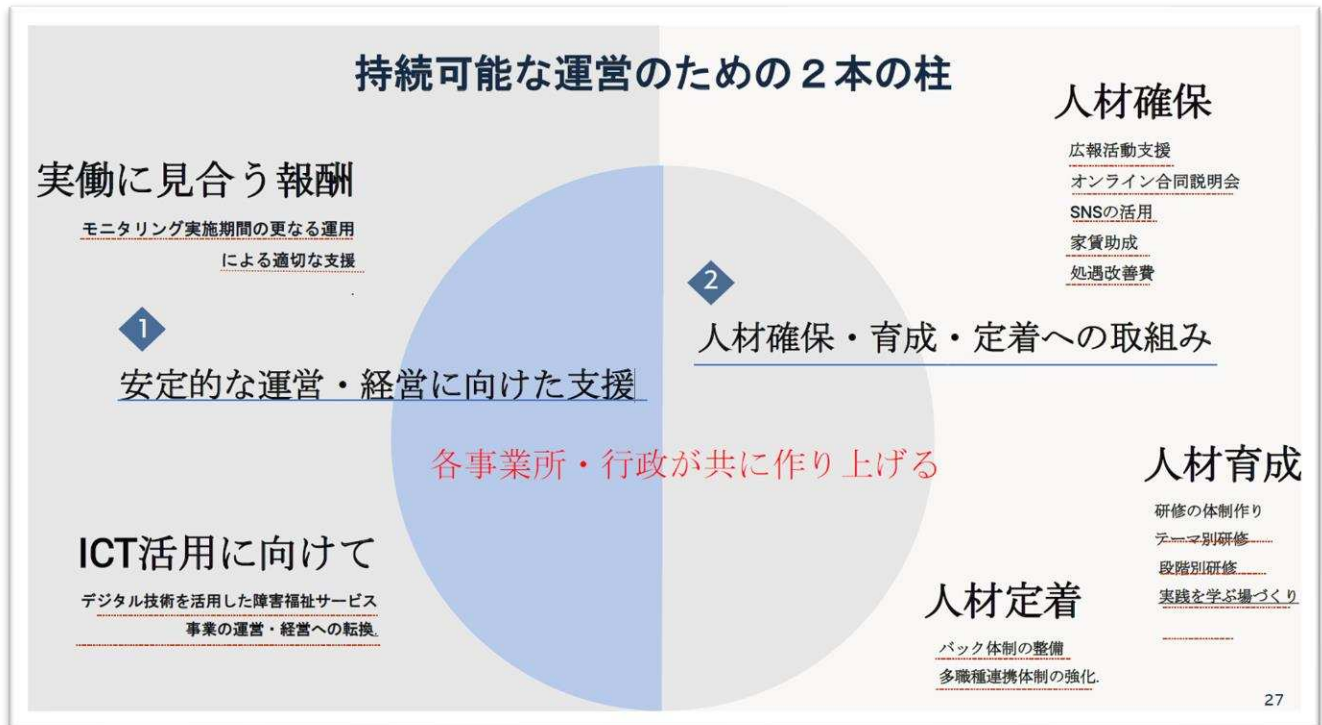 持続可能な運営のための２本の柱
実働に見合う報酬
モニタリング実施期間の更なる運用
による適切な支援
.
1
安定的な運営・経営に向けた支援
ICT活用に向けて
デジタル技術を活用した障害福祉サービス
事業の運営・経営への転換.
各事業所・行政が共に作り上げる
2
人材確保・育成・定着への取組み
人材確保
広報活動支援
オンライン合同説明会
SNSの活用
家賃助成
処遇改善費
人材育成
研修の体制作り
テーマ別研修
段階別研修
実践を学ぶ場づくり
人材定着
バック体制の整備
多職種連携体制の強化.
27